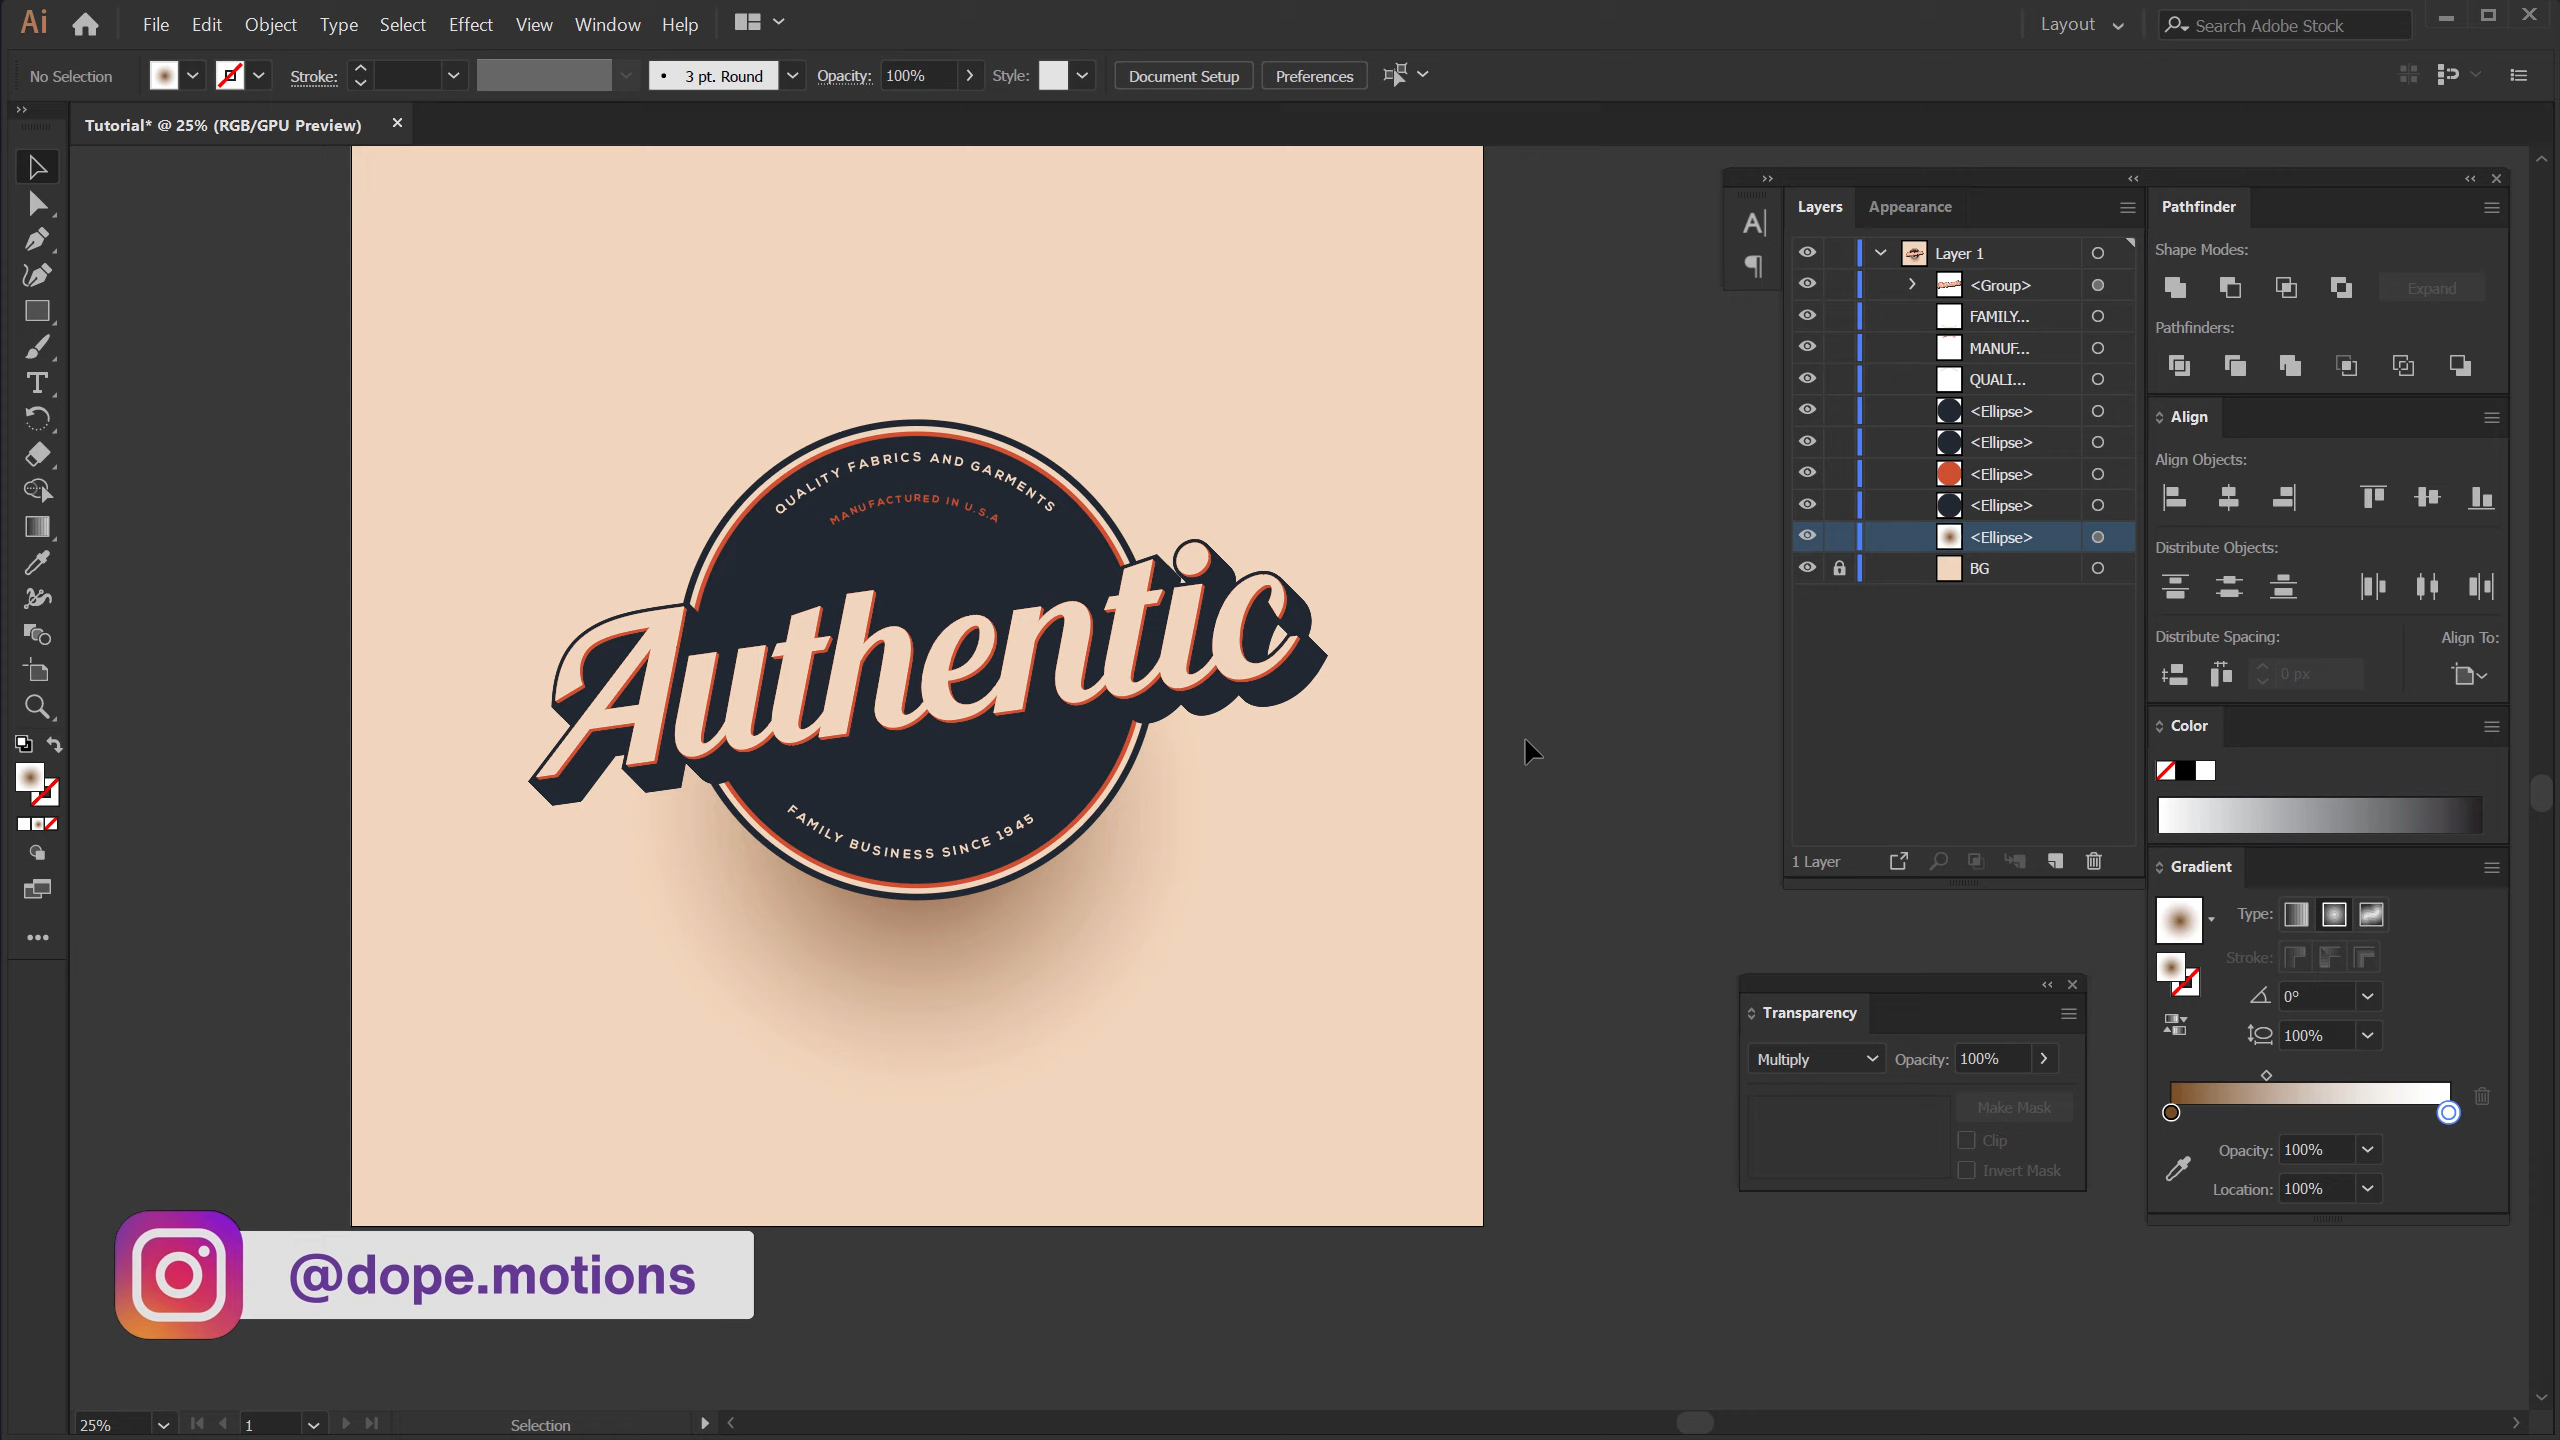 Ai File Edit Object Type Select Effect View Window Help Layout Search Adobe Stock
No Selection Stroke: 3 pt. Round Opacity: 100% Style: Document Setup Preferences
Tutorial* @ 25% (RGB/GPU Preview)
QUALITY FABRICS AND GARMENTS
MANUFACTURED IN U.S.A
Authentic
FAMILY BUSINESS SINCE 1945
@dope.motions
25% 1 Selection
Layers Appearance
Layer 1
<Group>
FAMILY...
MANUF...
QUALI...
<Ellipse>
<Ellipse>
<Ellipse>
<Ellipse>
<Ellipse>
BG
1 Layer
Transparency
Multiply Opacity: 100%
Make Mask
Clip
Invert Mask
Pathfinder
Shape Modes:
Expand
Pathfinders:
Align
Align Objects:
Distribute Objects:
Distribute Spacing: Align To:
0 px
Color
Gradient
Type:
Stroke:
0°
100%
Opacity: 100%
Location: 100%